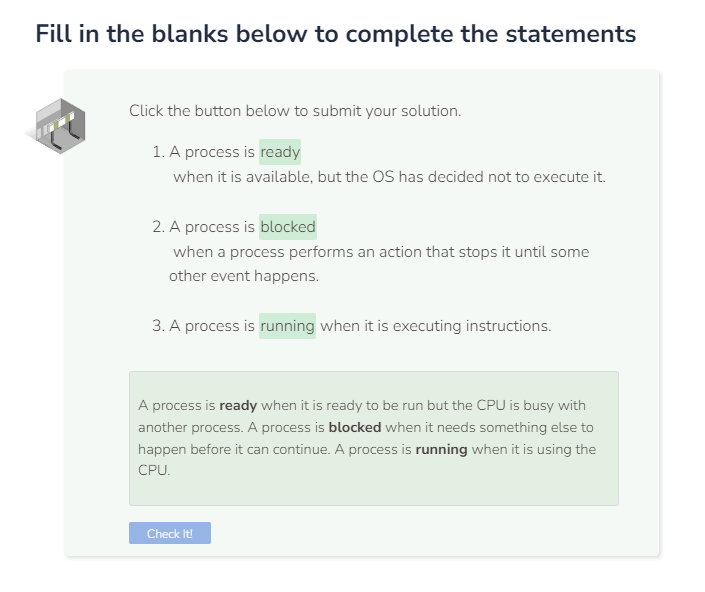 Fill in the blanks below to complete the statements
Click the button below to submit your solution.
1. A process is ready
when it is available, but the OS has decided not to execute it.
2. A process is blocked
when a process performs an action that stops it until some
other event happens.
3. A process is running when it is executing instructions.
A process is ready when it is ready to be run but the CPU is busy with
another process. A process is blocked when it needs something else to
happen before it can continue. A process is running when it is using the
CPU.
Check It!